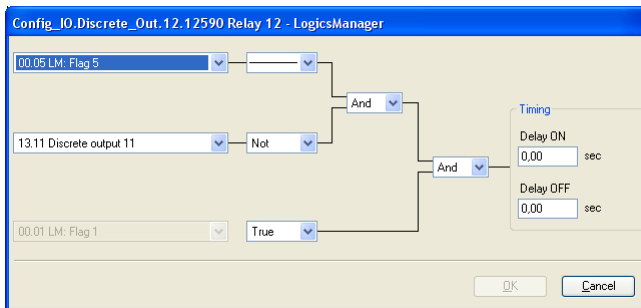 Config_IO.Discrete_Out.12.12590 Relay 12 - LogicsManager
00.05 LM: Flag 5
And
Timing
Delay ON
13.11 Discrete output 11
Not
0,00 sec
And
Delay OFF
0,00 sec
00.01 LM: Flag 1
True
OK
Cancel